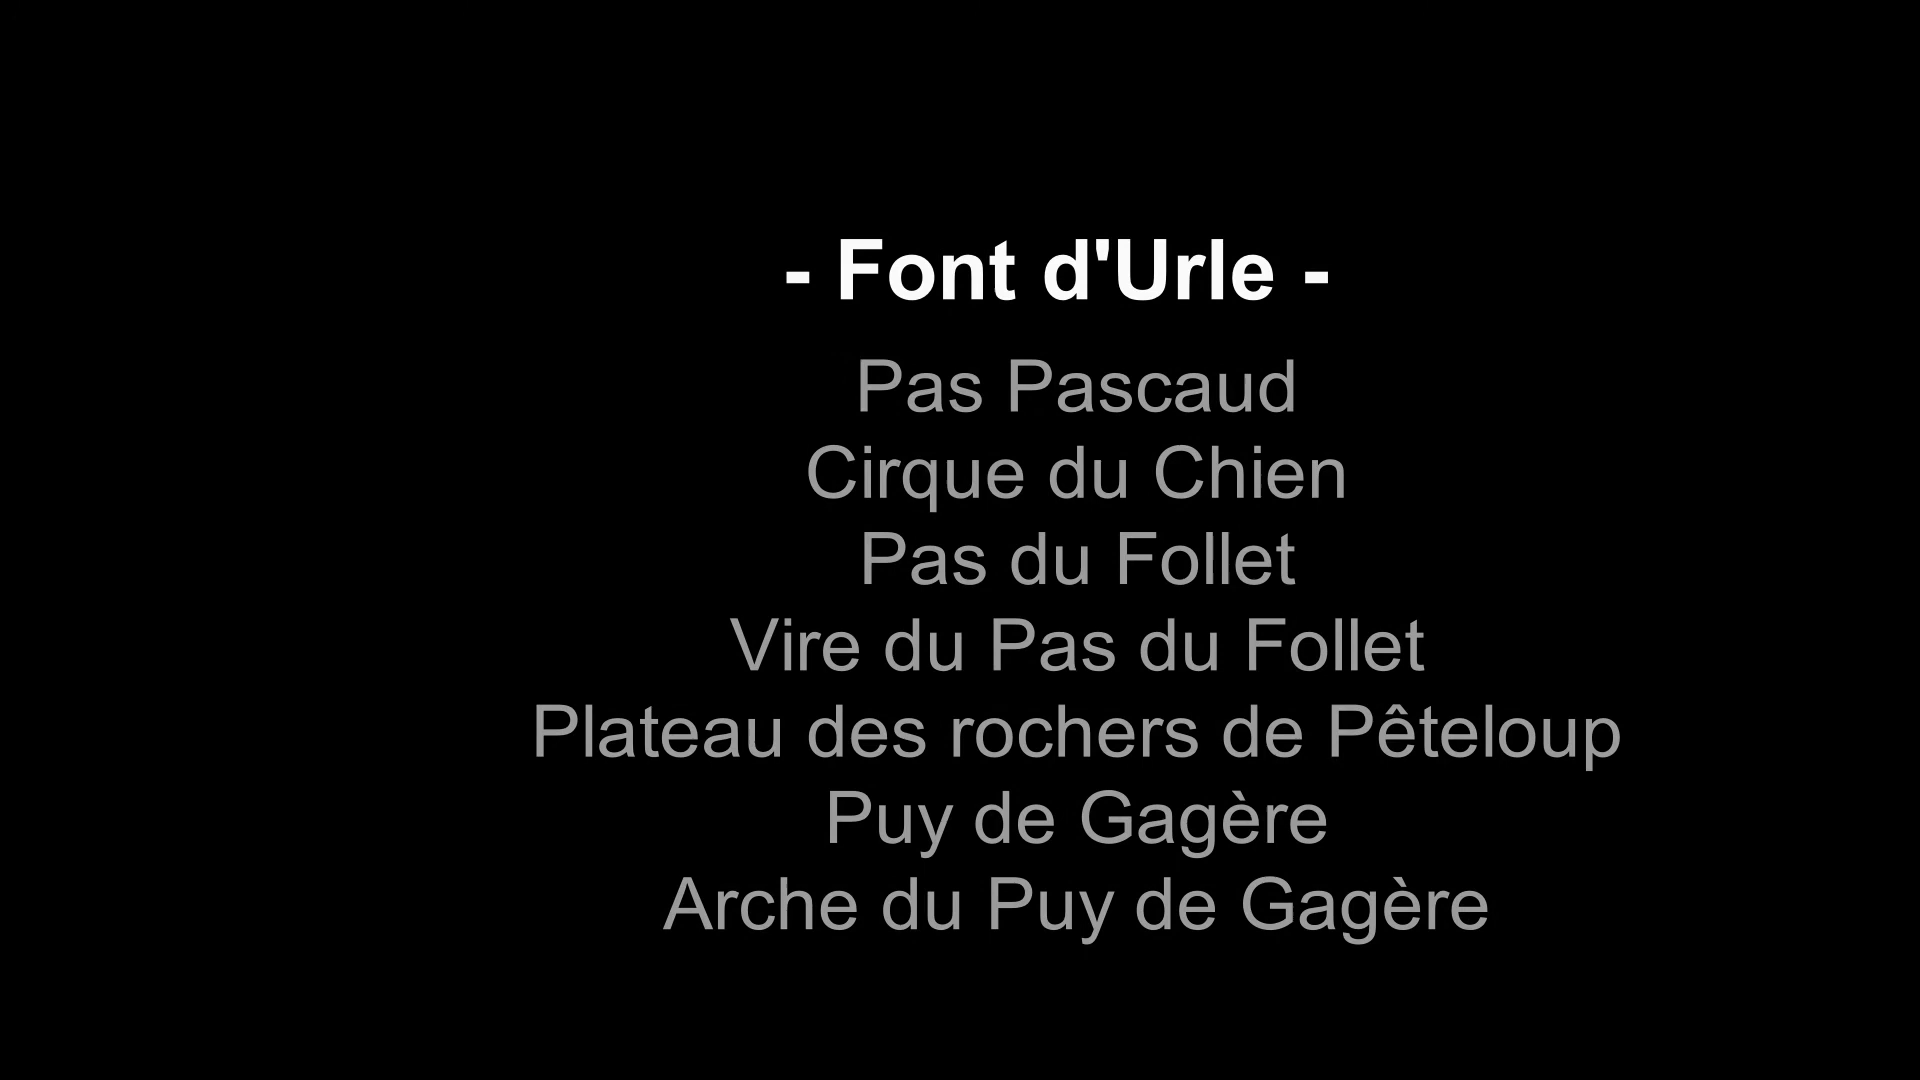 - Font d'Urle -
Pas Pascaud
Cirque du Chien
Pas du Follet
Vire du Pas du Follet
Plateau des rochers de Pêteloup
Puy de Gagère
Arche du Puy de Gagère